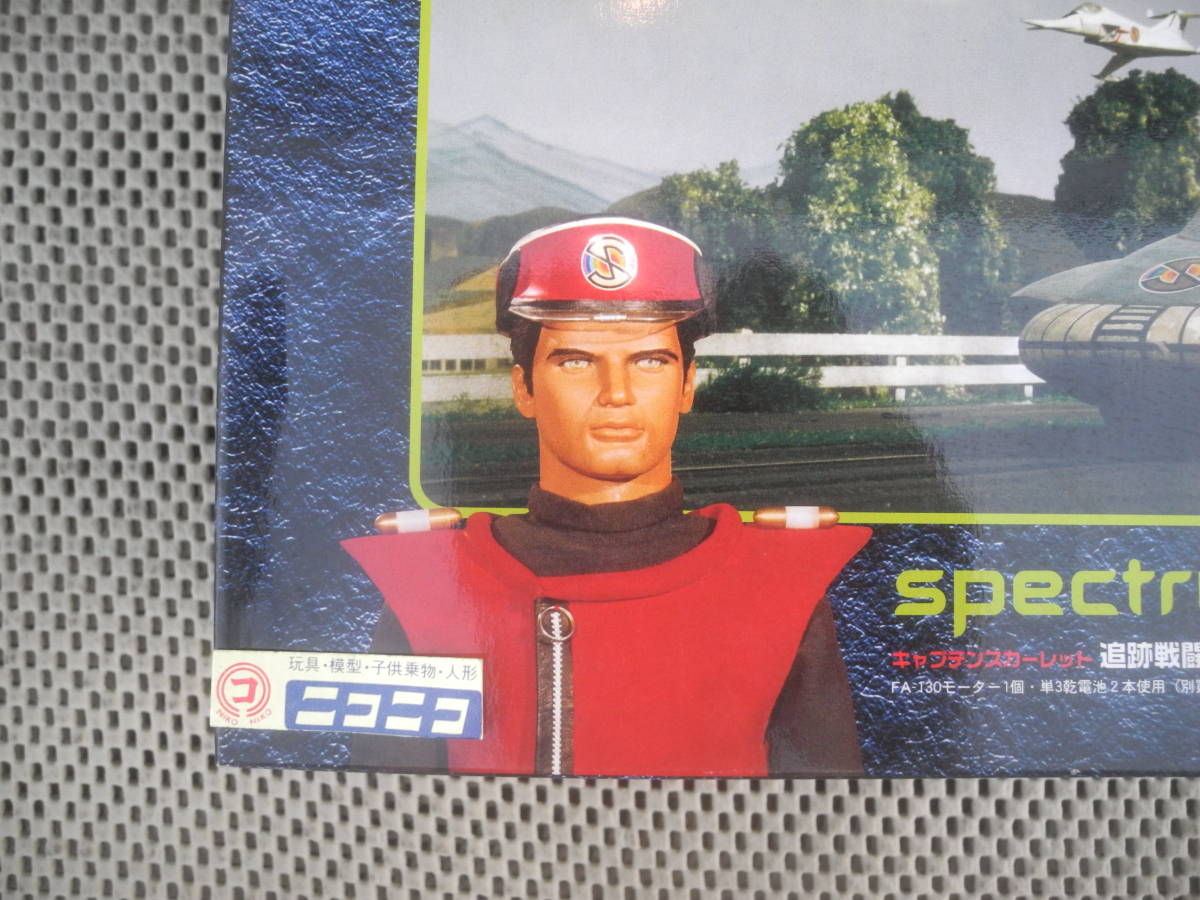 spectr
キャプテンスカーレット 追跡戦闘
FA-130モーター1個・単3乾電池2本使用（別
玩具・模型・子供乗物・人形
コ
NIKO NIKO
ニコニコ